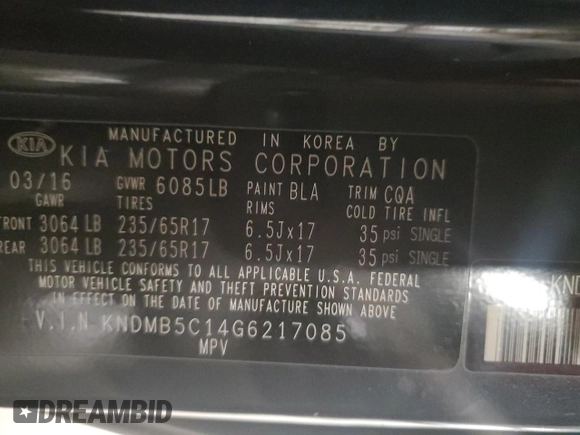 MANUFACTURED IN KOREA BY
KIA KIA MOTORS CORPORATION
03/16 GVWR 6085LB PAINT BLA TRIM CQA
GAWR TIRES RIMS COLD TIRE INFL
FRONT 3064 LB 235/65R17 6.5Jx17 35 psi SINGLE
REAR 3064 LB 235/65R17 6.5Jx17 35 psi SINGLE
THIS VEHICLE CONFORMS TO ALL APPLICABLE U.S.A. FEDERAL
MOTOR VEHICLE SAFETY AND THEFT PREVENTION STANDARDS
IN EFFECT ON THE DATE OF MANUFACTURE SHOWN ABOVE
V.I.N KNDMB5C14G6217085
MPV
KND
DREAMBID